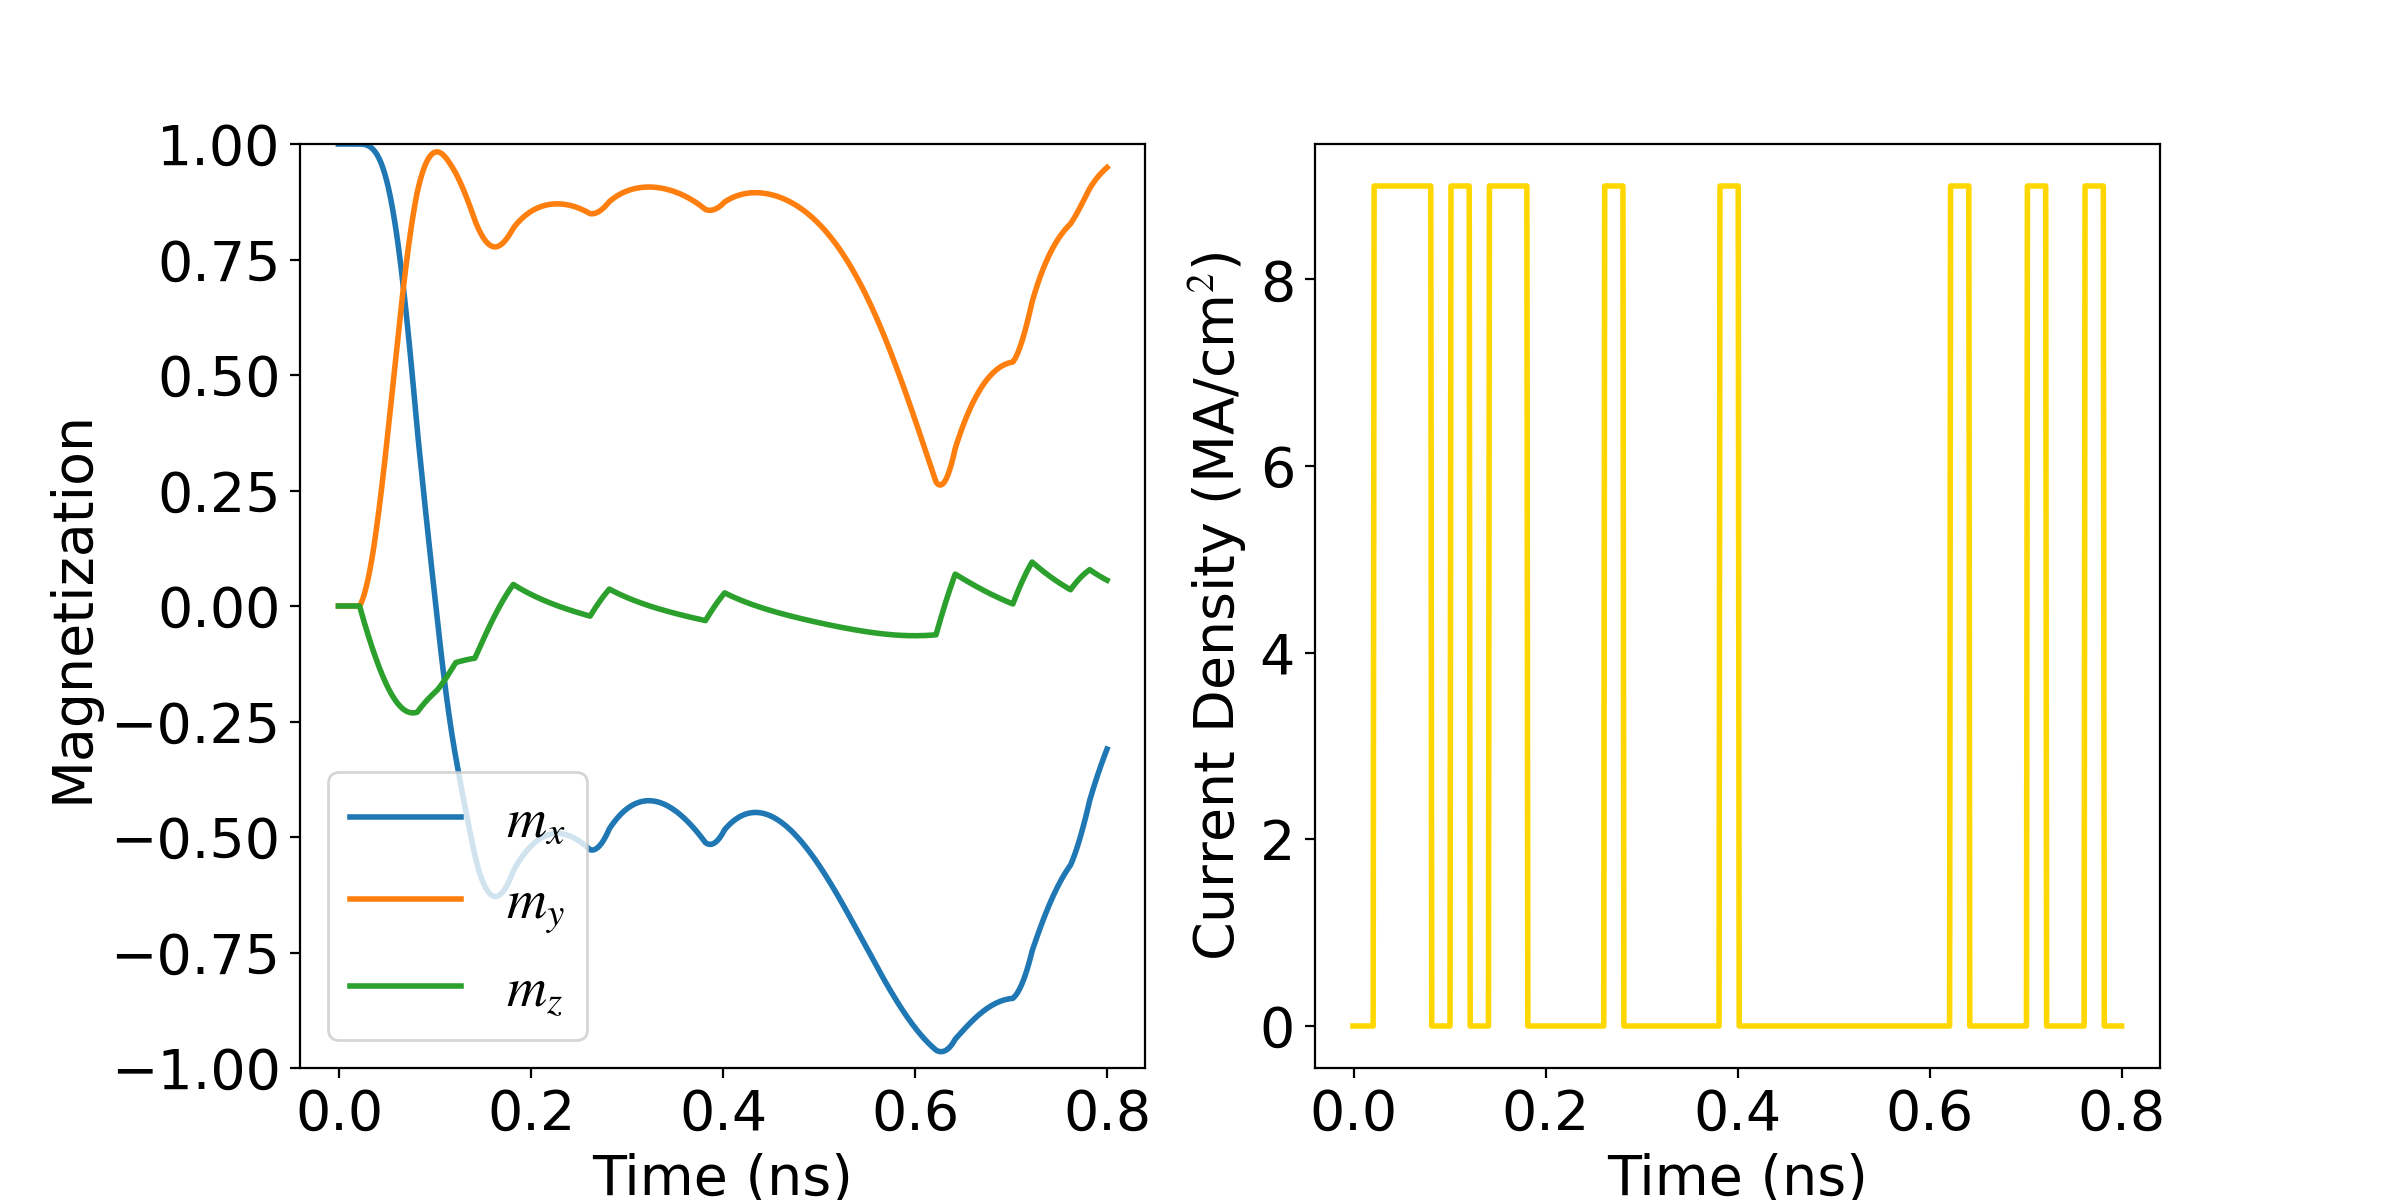 1.00
0.75
0.50
0.25
0.00
−0.25
−0.50
−0.75
−1.00
Magnetization
m_x
m_y
m_z
0.0 0.2 0.4 0.6 0.8
Time (ns)
8
6
4
2
0
Current Density (MA/cm²)
0.0 0.2 0.4 0.6 0.8
Time (ns)